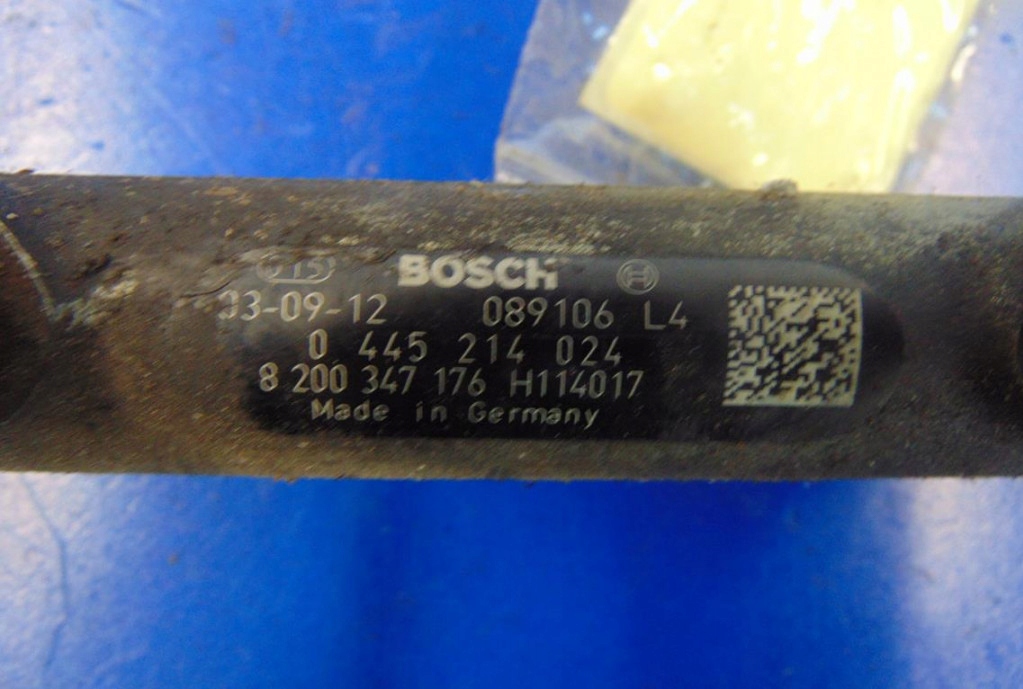 BOSCH
03-09-12 089106 L4
0 445 214 024
8 200 347 176 H114017
Made in Germany